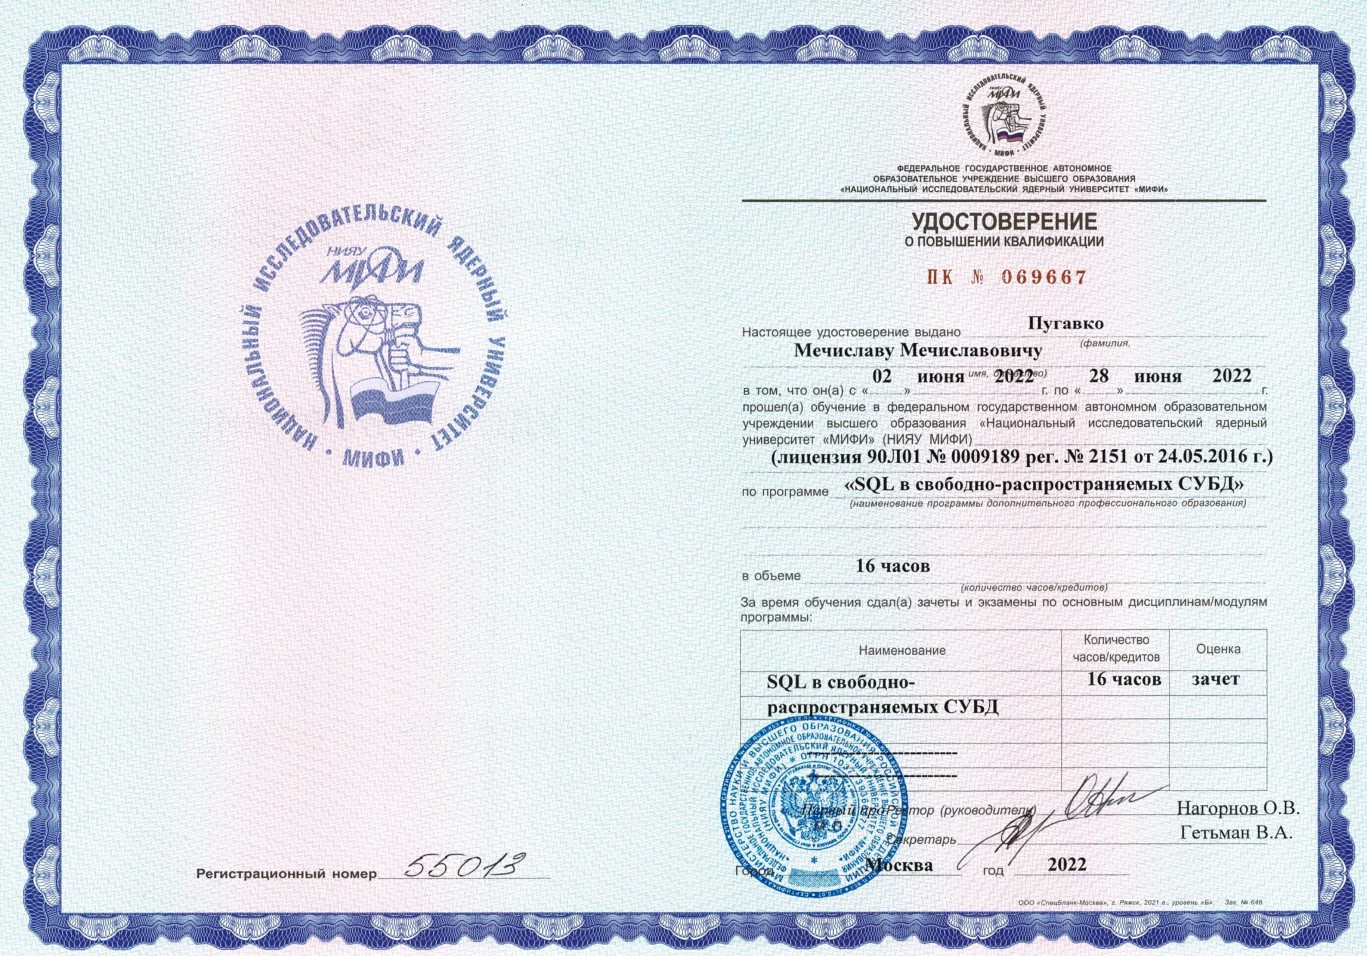 НАЦИОНАЛЬНЫЙ ИССЛЕДОВАТЕЛЬСКИЙ ЯДЕРНЫЙ УНИВЕРСИТЕТ
НИЯУ
МИФИ
• МИФИ •
Регистрационный номер 55013
НАЦИОНАЛЬНЫЙ ИССЛЕДОВАТЕЛЬСКИЙ ЯДЕРНЫЙ УНИВЕРСИТЕТ
МИФИ
• МИФИ •
ФЕДЕРАЛЬНОЕ ГОСУДАРСТВЕННОЕ АВТОНОМНОЕ
ОБРАЗОВАТЕЛЬНОЕ УЧРЕЖДЕНИЕ ВЫСШЕГО ОБРАЗОВАНИЯ
«НАЦИОНАЛЬНЫЙ ИССЛЕДОВАТЕЛЬСКИЙ ЯДЕРНЫЙ УНИВЕРСИТЕТ «МИФИ»
УДОСТОВЕРЕНИЕ
О ПОВЫШЕНИИ КВАЛИФИКАЦИИ
ПК № 069667
Настоящее удостоверение выдано Пугавко
(фамилия,
Мечиславу Мечиславовичу
имя, отчество)
в том, что он(а) с «02» июня 2022 г. по «28» июня 2022 г.
прошел(а) обучение в федеральном государственном автономном образовательном
учреждении высшего образования «Национальный исследовательский ядерный
университет «МИФИ» (НИЯУ МИФИ)
(лицензия 90Л01 № 0009189 рег. № 2151 от 24.05.2016 г.)
по программе «SQL в свободно-распространяемых СУБД»
(наименование программы дополнительного профессионального образования)
в объеме 16 часов
(количество часов/кредитов)
За время обучения сдал(а) зачеты и экзамены по основным дисциплинам/модулям
программы:
Наименование Количество часов/кредитов Оценка
SQL в свободно- 16 часов зачет
распространяемых СУБД
Первый проРектор (руководитель) Нагорнов О.В.
М.О
Секретарь Гетьман В.А.
Город Москва год 2022
ООО «СпецБланк-Москва», г. Ряжск, 2021 г., уровень «Б». Зак. № 646